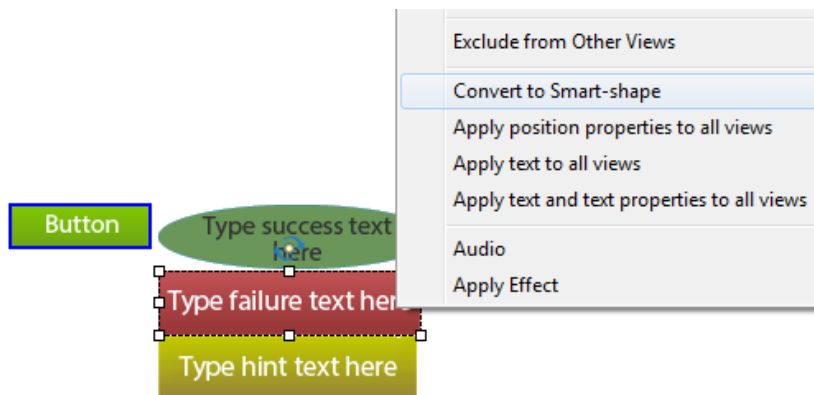 Exclude from Other Views
Convert to Smart-shape
Apply position properties to all views
Apply text to all views
Apply text and text properties to all views
Audio
Apply Effect
Button
Type success text
here
Type failure text here
Type hint text here